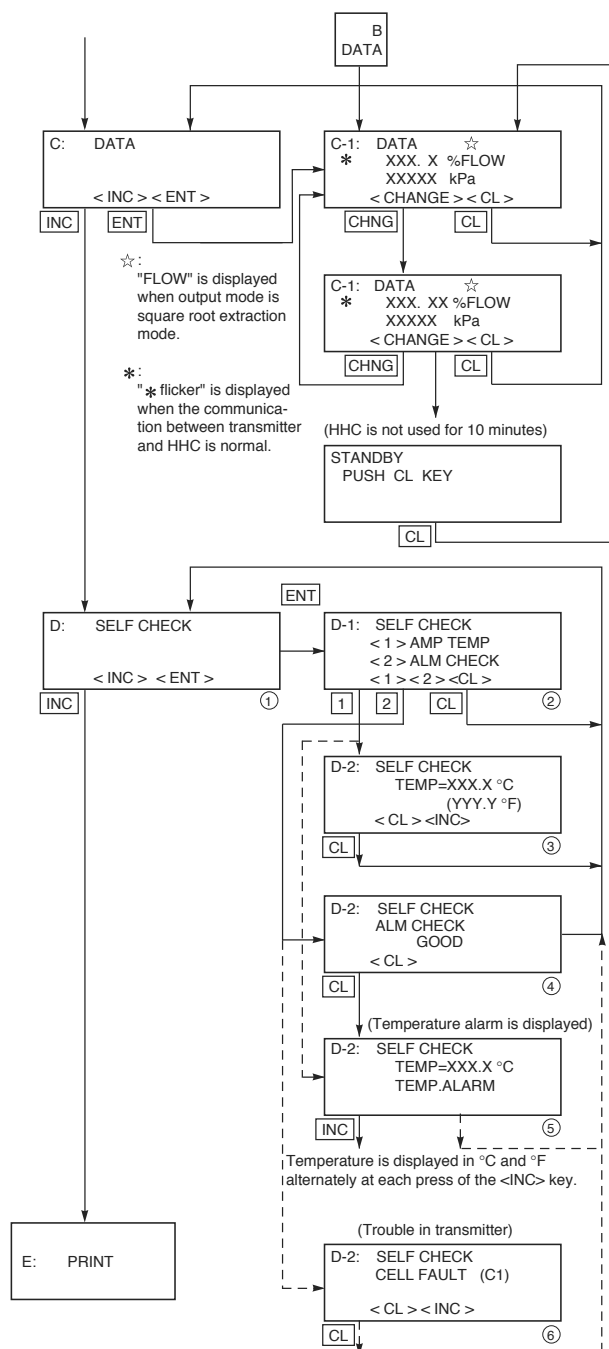 B
DATA
C: DATA
< INC > < ENT >
INC
ENT
C-1: DATA ☆
* XXX. X %FLOW
XXXXX kPa
< CHANGE > < CL >
CHNG
CL
☆:
"FLOW" is displayed
when output mode is
square root extraction
mode.
*:
"* flicker" is displayed
when the communica-
tion between transmitter
and HHC is normal.
C-1: DATA ☆
* XXX. XX %FLOW
XXXXX kPa
< CHANGE > < CL >
CHNG
CL
(HHC is not used for 10 minutes)
STANDBY
PUSH CL KEY
CL
D: SELF CHECK
< INC > < ENT >
①
INC
ENT
D-1: SELF CHECK
< 1 > AMP TEMP
< 2 > ALM CHECK
< 1 > < 2 > <CL >
②
1
2
CL
D-2: SELF CHECK
TEMP=XXX.X °C
(YYY.Y °F)
< CL > <INC>
③
CL
D-2: SELF CHECK
ALM CHECK
GOOD
< CL >
④
CL
(Temperature alarm is displayed)
D-2: SELF CHECK
TEMP=XXX.X °C
TEMP.ALARM
⑤
INC
Temperature is displayed in °C and °F
alternately at each press of the <INC> key.
E: PRINT
(Trouble in transmitter)
D-2: SELF CHECK
CELL FAULT (C1)
< CL > < INC >
⑥
CL